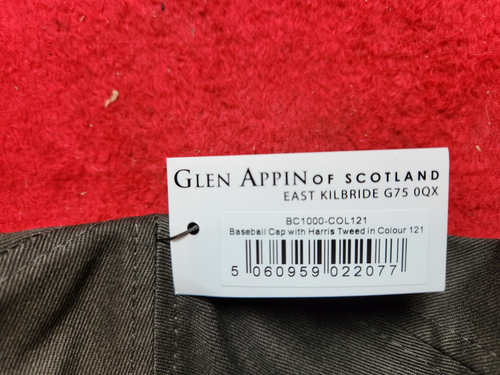 GLEN APPIN OF SCOTLAND
EAST KILBRIDE G75 0QX
BC1000-COL121
Baseball Cap with Harris Tweed in Colour 121
5 060959 022077